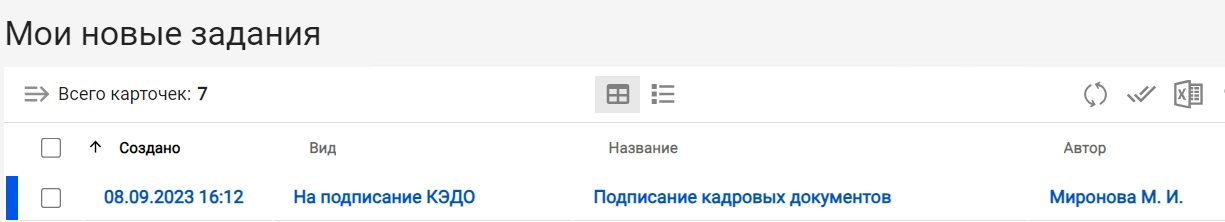 Мои новые задания
Всего карточек: 7
Создано Вид Название Автор
08.09.2023 16:12 На подписание КЭДО Подписание кадровых документов Миронова М. И.